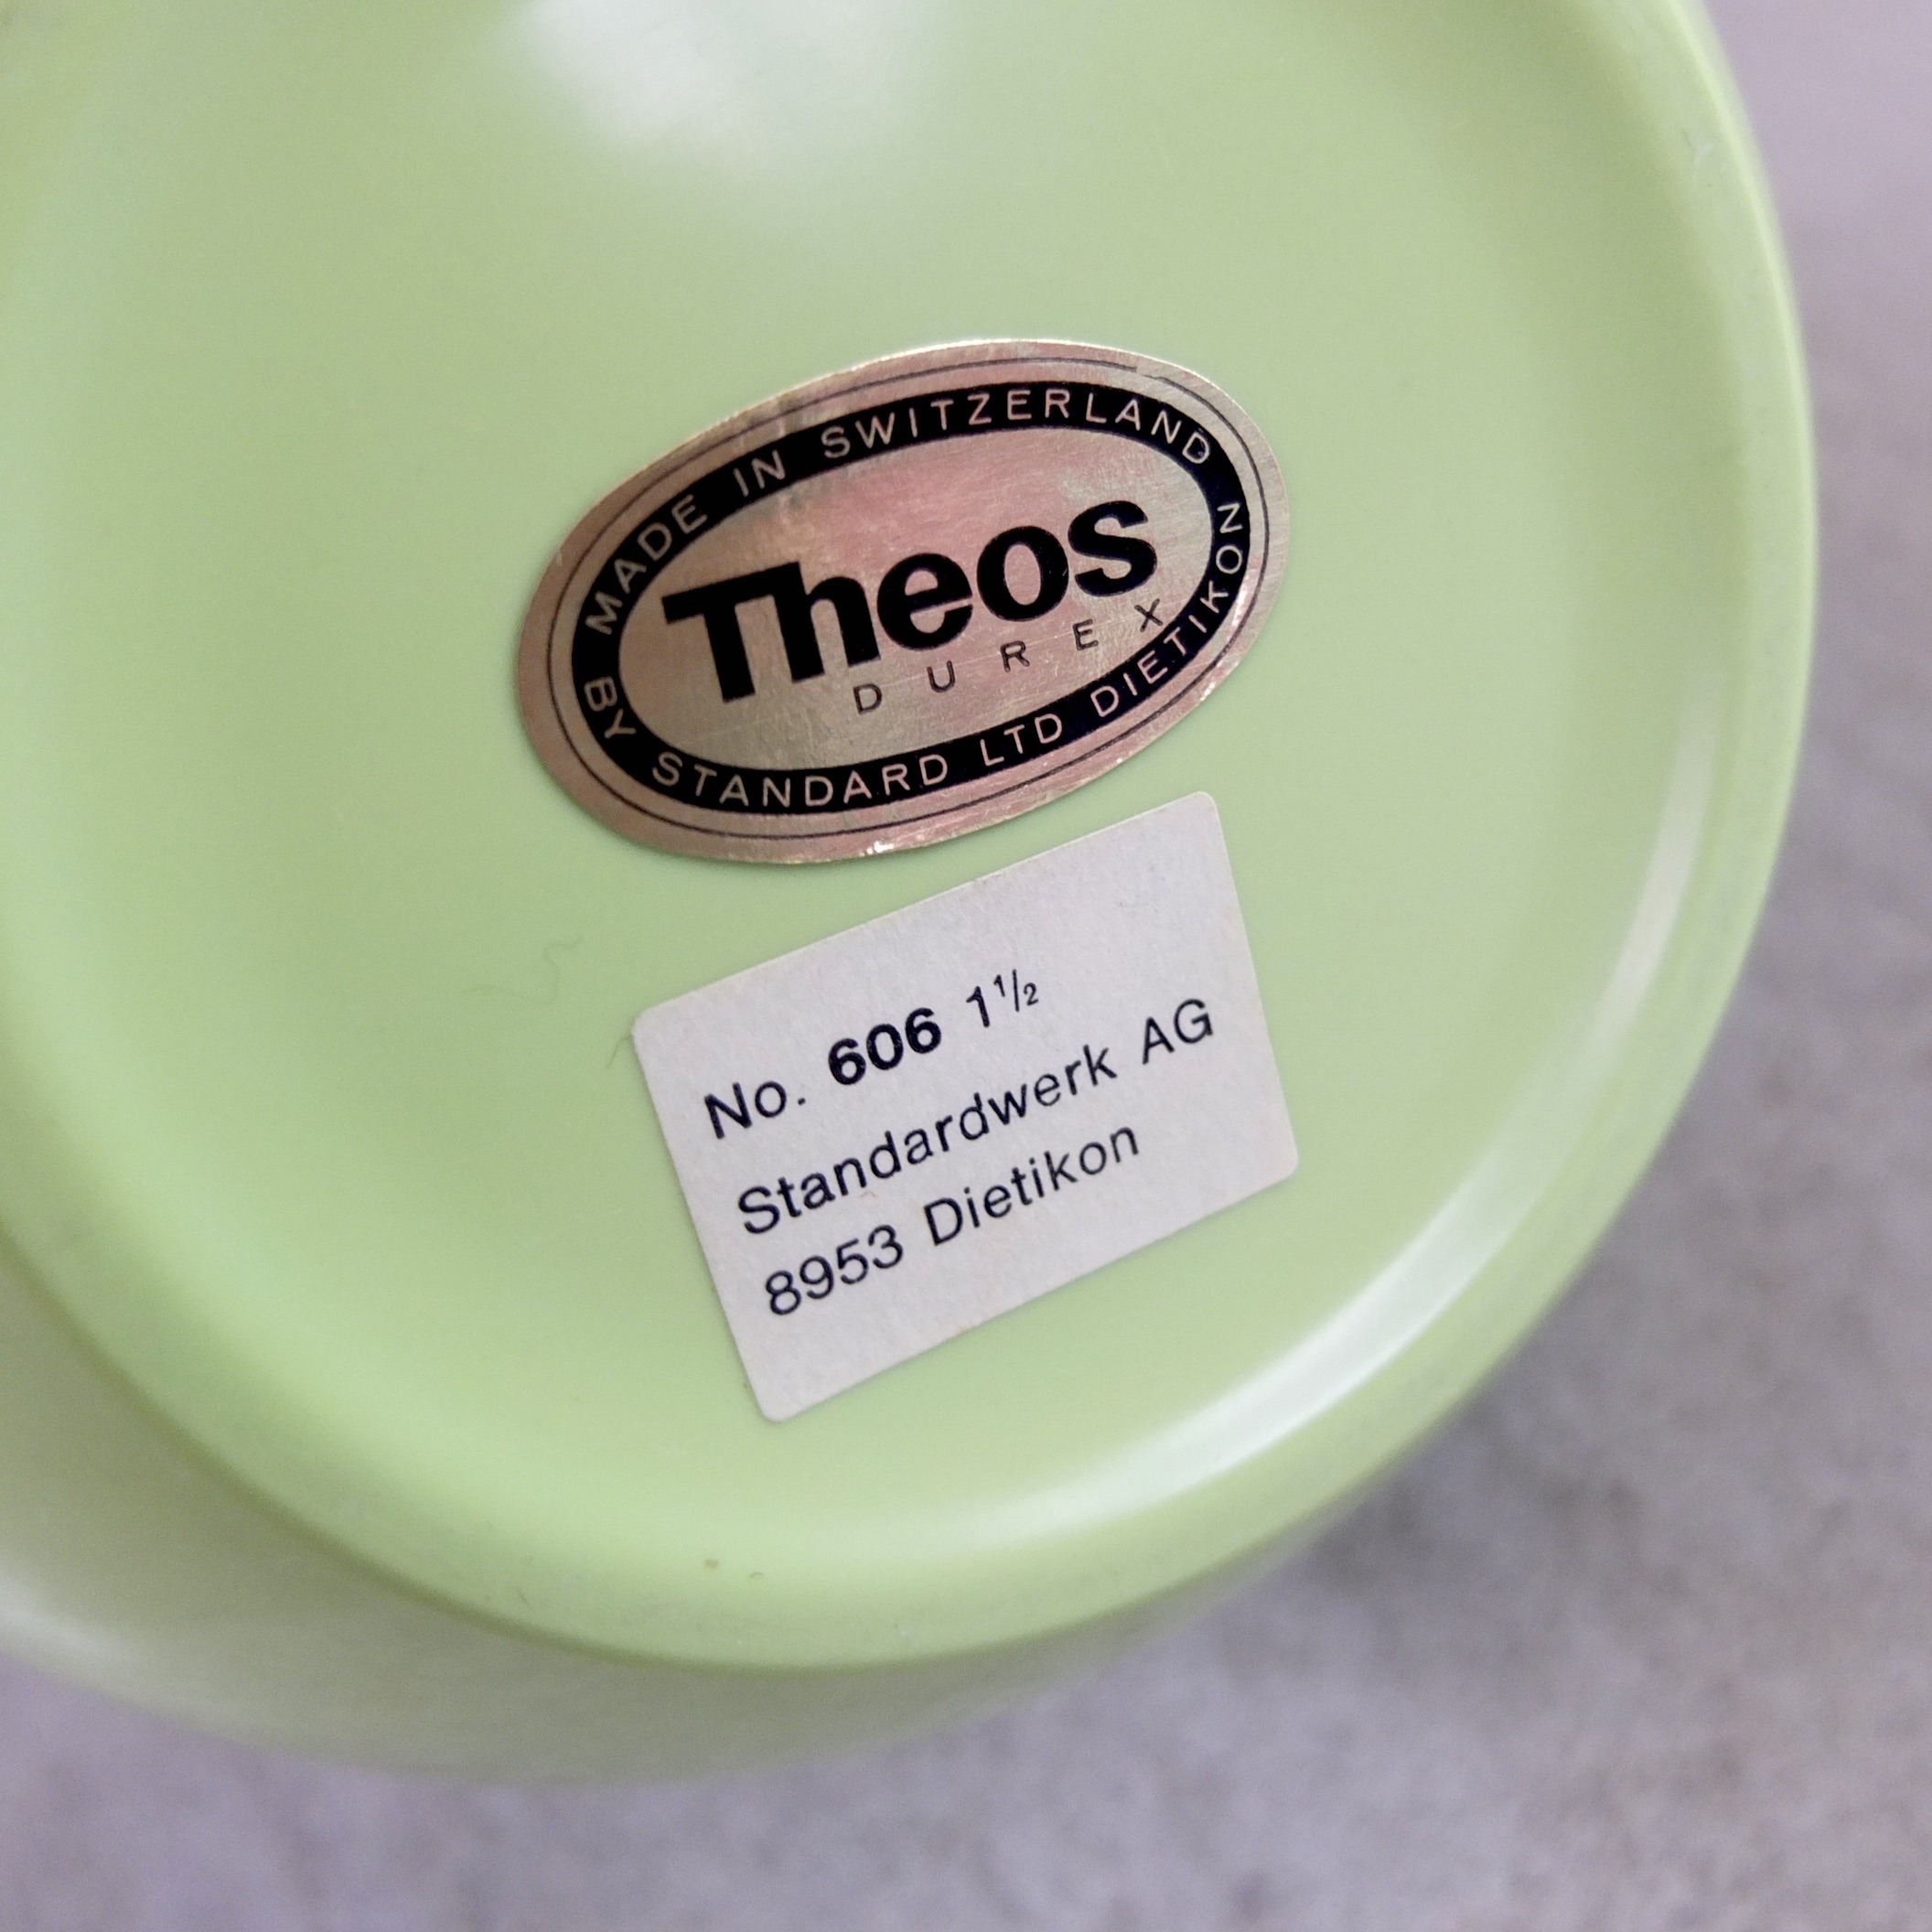 MADE IN SWITZERLAND
Theos
DUREX
BY STANDARD LTD DIETIKON
No. 606 1½
Standardwerk AG
8953 Dietikon